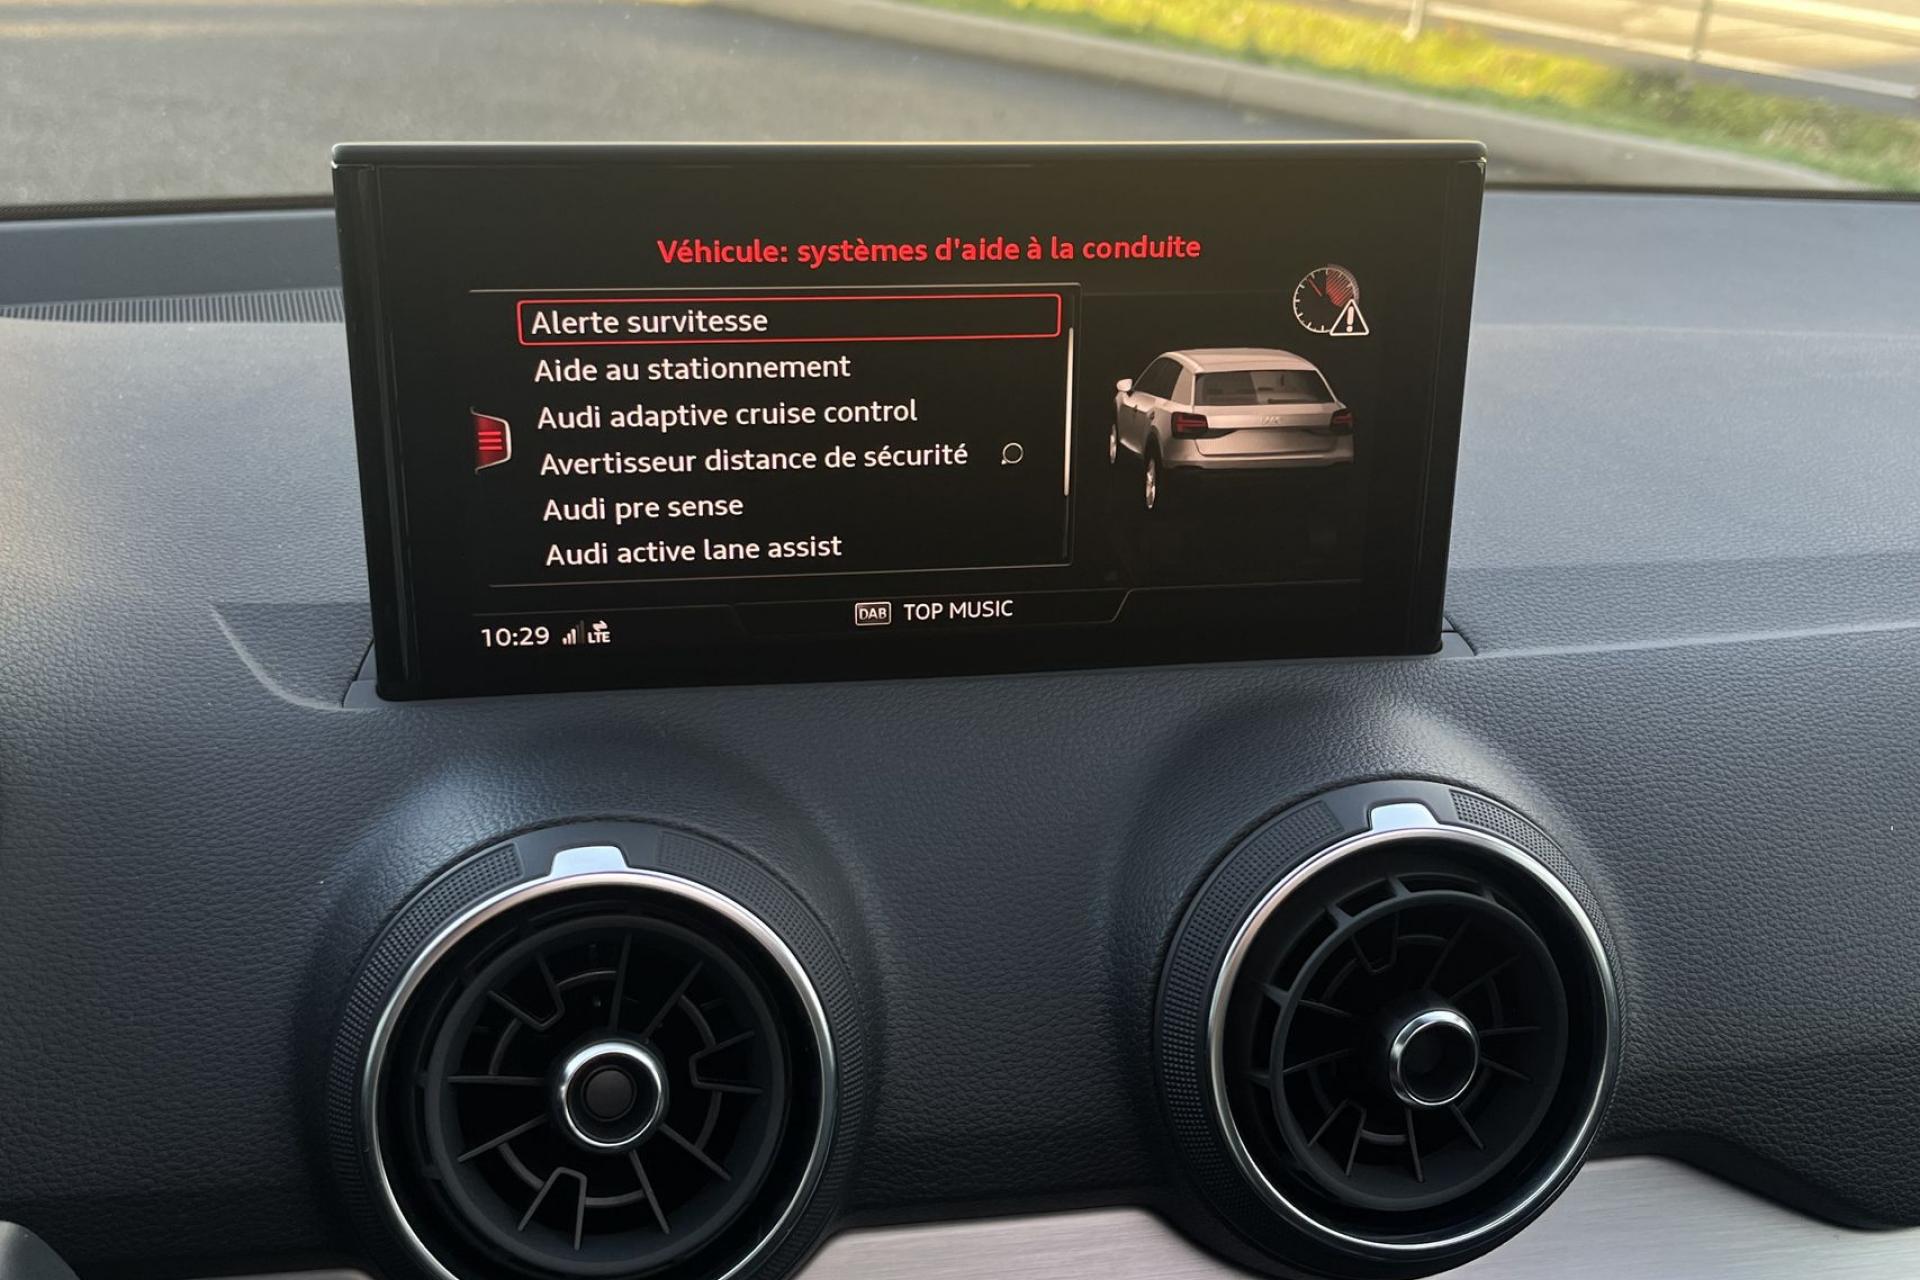 Véhicule: systèmes d'aide à la conduite
Alerte survitesse
Aide au stationnement
Audi adaptive cruise control
Avertisseur distance de sécurité
Audi pre sense
Audi active lane assist
DAB TOP MUSIC
10:29 LTE